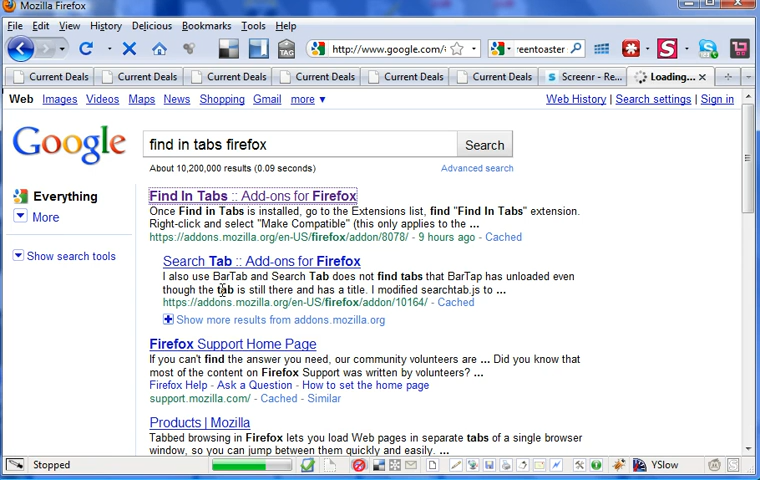 Mozilla Firefox
File Edit View History Delicious Bookmarks Tools Help
TAG http://www.google.com/ reentoaster
Current Deals Current Deals Current Deals Current Deals Current Deals Current Deals Screenr - Re... Loading...
Web Images Videos Maps News Shopping Gmail more ▼ Web History | Search settings | Sign in
Google find in tabs firefox Search
About 10,200,000 results (0.09 seconds) Advanced search
Everything
More
Show search tools
Find In Tabs :: Add-ons for Firefox
Once Find in Tabs is installed, go to the Extensions list, find "Find In Tabs" extension.
Right-click and select "Make Compatible" (this only applies to the ...
https://addons.mozilla.org/en-US/firefox/addon/8078/ - 9 hours ago - Cached
Search Tab :: Add-ons for Firefox
I also use BarTab and Search Tab does not find tabs that BarTap has unloaded even
though the tab is still there and has a title. I modified searchtab.js to ...
https://addons.mozilla.org/en-US/firefox/addon/10164/ - Cached
Show more results from addons.mozilla.org
Firefox Support Home Page
If you can't find the answer you need, our community volunteers are ... Did you know that
most of the content on Firefox Support was written by volunteers? ...
Firefox Help - Ask a Question - How to set the home page
support.mozilla.com/ - Cached - Similar
Products | Mozilla
Tabbed browsing in Firefox lets you load Web pages in separate tabs of a single browser
window, so you can jump between them quickly and easily. ...
Stopped YSlow